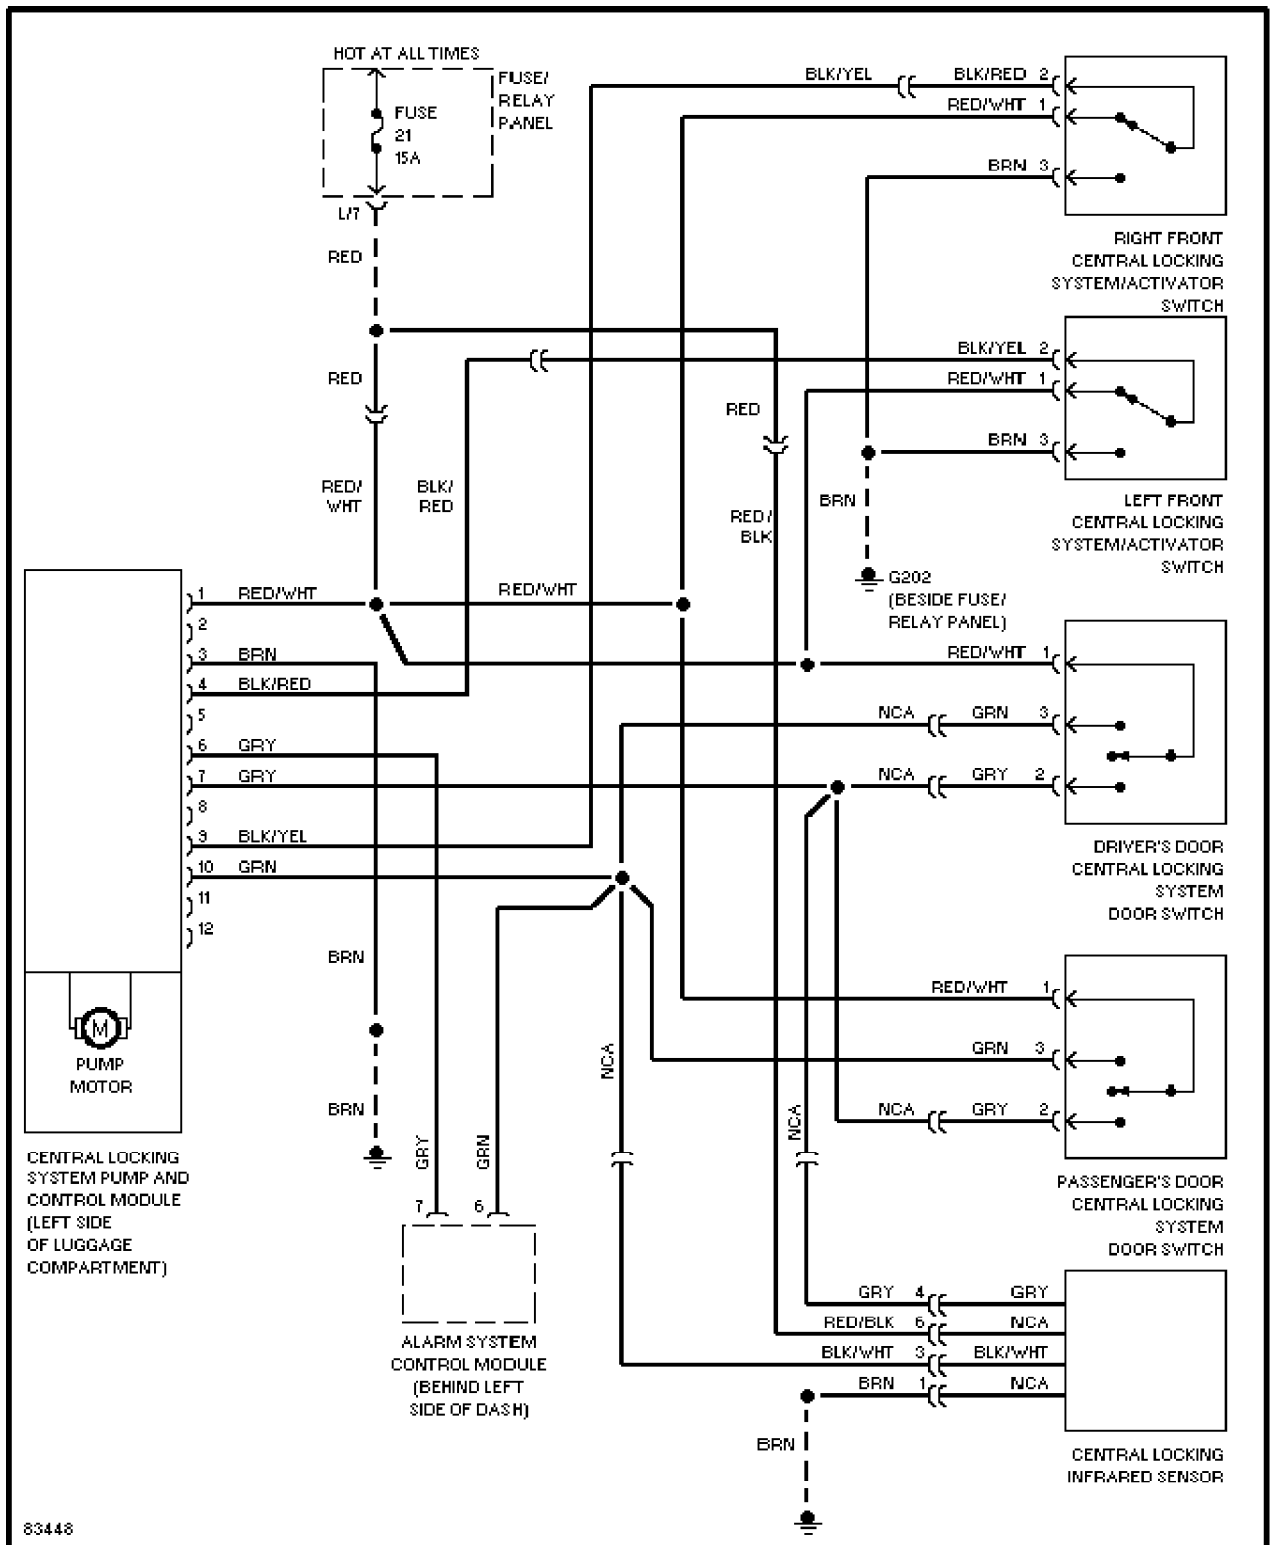 HOT AT ALL TIMES
FUSE/
RELAY
PANEL
FUSE
21
15A
L/7
RED
RED
RED/
WHT
BLK/
RED
BLK/YEL
BLK/RED 2
RED/WHT 1
BRN 3
RIGHT FRONT
CENTRAL LOCKING
SYSTEM/ACTIVATOR
SWITCH
BLK/YEL 2
RED/WHT 1
BRN 3
LEFT FRONT
CENTRAL LOCKING
SYSTEM/ACTIVATOR
SWITCH
RED
RED/
BLK
BRN
G202
(BESIDE FUSE/
RELAY PANEL)
1 RED/WHT
RED/WHT
2
3 BRN
4 BLK/RED
5
6 GRY
7 GRY
8
9 BLK/YEL
10 GRN
11
12
RED/WHT 1
NCA GRN 3
NCA GRY 2
DRIVER'S DOOR
CENTRAL LOCKING
SYSTEM
DOOR SWITCH
BRN
BRN
M
PUMP
MOTOR
CENTRAL LOCKING
SYSTEM PUMP AND
CONTROL MODULE
(LEFT SIDE
OF LUGGAGE
COMPARTMENT)
RED/WHT 1
GRN 3
NCA GRY 2
PASSENGER'S DOOR
CENTRAL LOCKING
SYSTEM
DOOR SWITCH
NCA
NCA
GRY
GRN
7 6
ALARM SYSTEM
CONTROL MODULE
(BEHIND LEFT
SIDE OF DASH)
GRY 4 GRY
RED/BLK 6 NCA
BLK/WHT 3 BLK/WHT
BRN 1 NCA
BRN
CENTRAL LOCKING
INFRARED SENSOR
83448